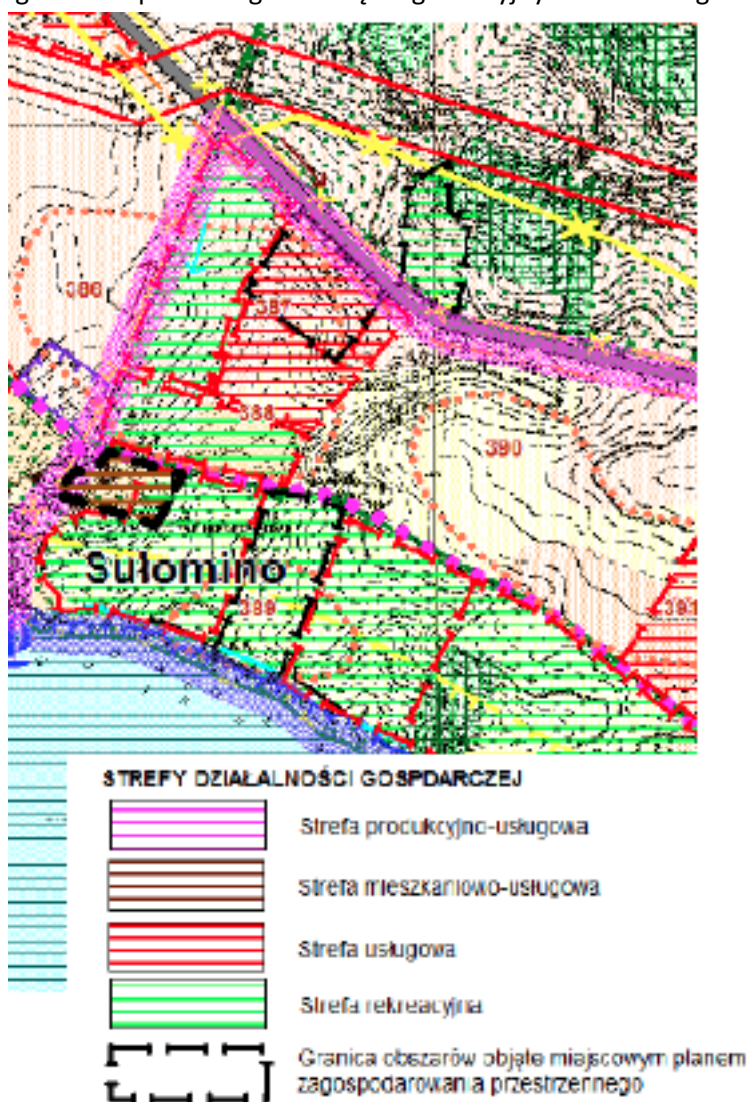 386
387
388
390
Sułomino
389
391
STREFY DZIAŁALNOŚCI GOSPDARCZEJ
Strefa produkcyjno-usługowa
Strefa mieszkaniowo-usługowa
Strefa usługowa
Strefa rekreacyjna
Granica obszarów objęte miejscowym planem
zagospodarowania przestrzennego